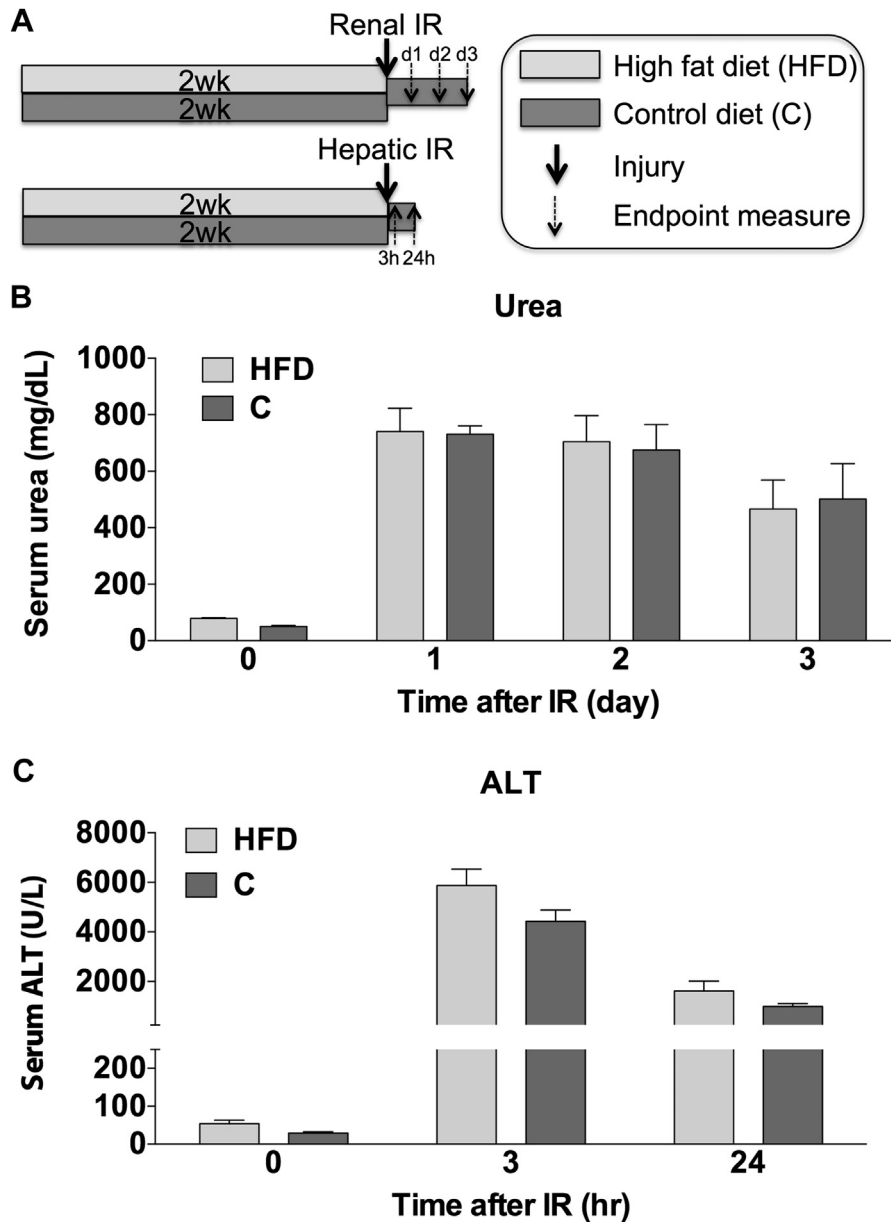 A
Renal IR
d1 d2 d3
2wk
2wk
Hepatic IR
2wk
2wk
3h 24h
High fat diet (HFD)
Control diet (C)
Injury
Endpoint measure
B
Urea
Serum urea (mg/dL)
1000
800
600
400
200
0
HFD
C
0 1 2 3
Time after IR (day)
C
ALT
Serum ALT (U/L)
8000
6000
4000
2000
200
100
0
HFD
C
0 3 24
Time after IR (hr)